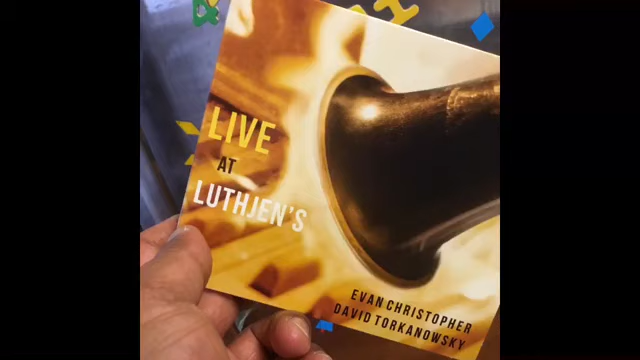 LIVE
AT
LUTHJEN'S
EVAN CHRISTOPHER
DAVID TORKANOWSKY